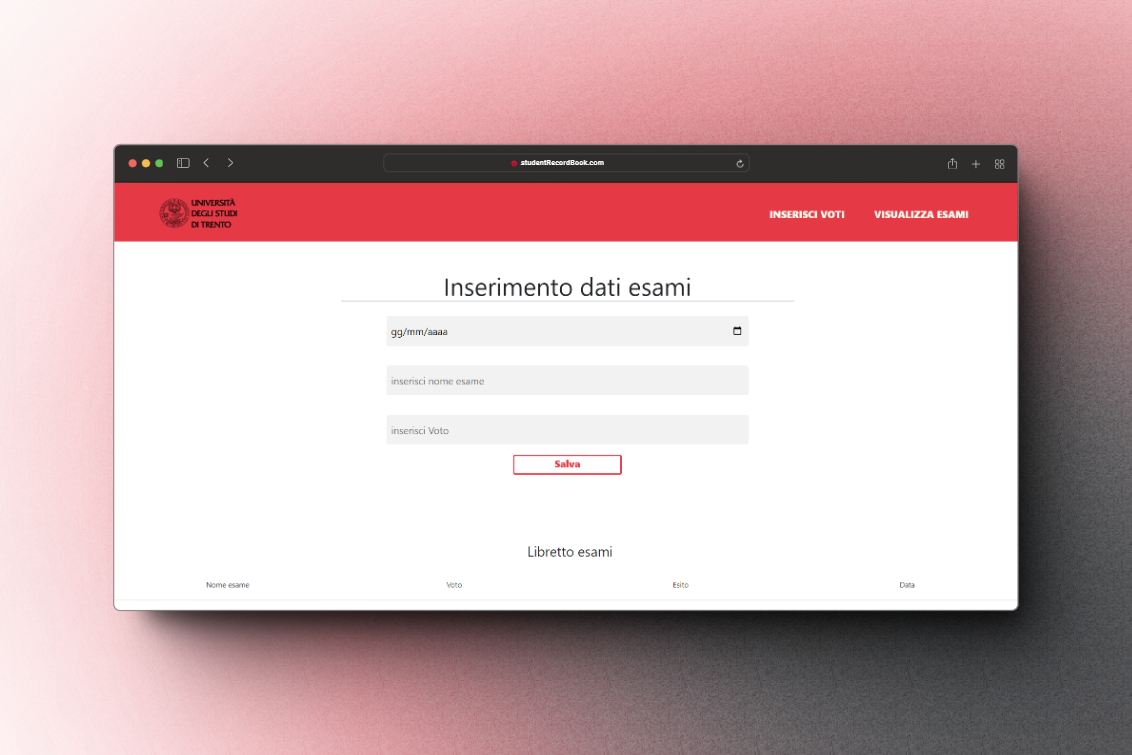 studentRecordBook.com
UNIVERSITÀ
DEGLI STUDI
DI TRENTO
INSERISCI VOTI
VISUALIZZA ESAMI
Inserimento dati esami
gg/mm/aaaa
inserisci nome esame
inserisci Voto
Salva
Libretto esami
Nome esame Voto Esito Data